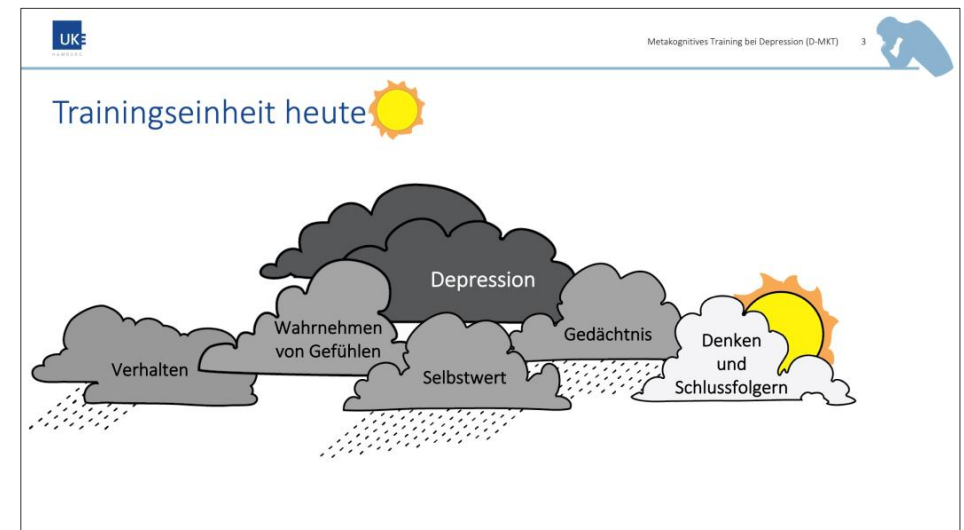 UKE
HAMBURG
Metakognitives Training bei Depression (D-MKT) 3
Trainingseinheit heute
Depression
Wahrnehmen
von Gefühlen
Gedächtnis
Denken
und
Schlussfolgern
Verhalten
Selbstwert